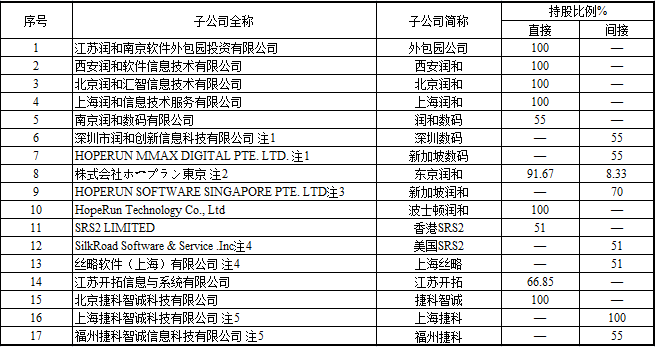 序号 子公司全称 子公司简称 持股比例%
直接 间接
1 江苏润和南京软件外包园投资有限公司 外包园公司 100 —
2 西安润和软件信息技术有限公司 西安润和 100 —
3 北京润和汇智信息技术有限公司 北京润和 100 —
4 上海润和信息技术服务有限公司 上海润和 100 —
5 南京润和数码有限公司 润和数码 55 —
6 深圳市润和创新信息科技有限公司 注1 深圳数码 — 55
7 HOPERUN MMAX DIGITAL PTE. LTD. 注1 新加坡数码 — 55
8 株式会社ホープラン東京 注2 东京润和 91.67 8.33
9 HOPERUN SOFTWARE SINGAPORE PTE. LTD注3 新加坡润和 — 70
10 HopeRun Technology Co., Ltd 波士顿润和 100 —
11 SRS2 LIMITED 香港SRS2 51 —
12 SilkRoad Software & Service .Inc注4 美国SRS2 — 51
13 丝略软件（上海）有限公司 注4 上海丝略 — 51
14 江苏开拓信息与系统有限公司 江苏开拓 66.85 —
15 北京捷科智诚科技有限公司 捷科智诚 100 —
16 上海捷科智诚科技有限公司 注5 上海捷科 — 100
17 福州捷科智诚信息科技有限公司 注5 福州捷科 — 55